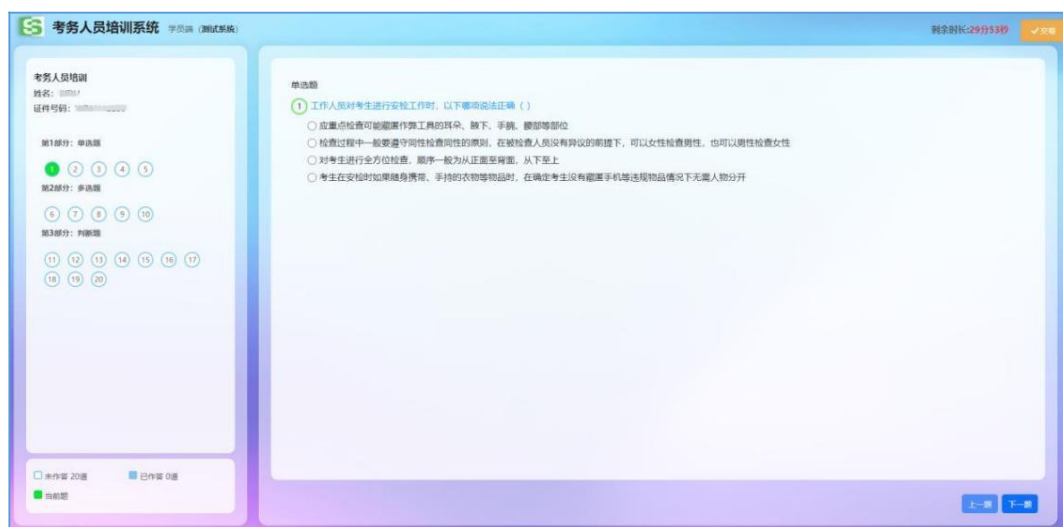 考务人员培训系统 学员端 (测试系统)
剩余时长:29分53秒
✓交卷
考务人员培训
姓名:
证件号码:
第1部分：单选题
1 2 3 4 5
第2部分：多选题
6 7 8 9 10
第3部分：判断题
11 12 13 14 15 16 17
18 19 20
未作答 20道 已作答 0道
当前题
单选题
1 工作人员对考生进行安检工作时，以下哪项说法正确（ ）
应重点检查可能藏匿作弊工具的耳朵、腋下、手腕、腰部等部位
检查过程中一般要遵守同性检查同性的原则，在被检查人员没有异议的前提下，可以女性检查男性，也可以男性检查女性
对考生进行全方位检查，顺序一般为从正面至背面，从下至上
考生在安检时如果随身携带、手持的衣物等物品时，在确定考生没有藏匿手机等违规物品情况下无需人物分开
上一题 下一题